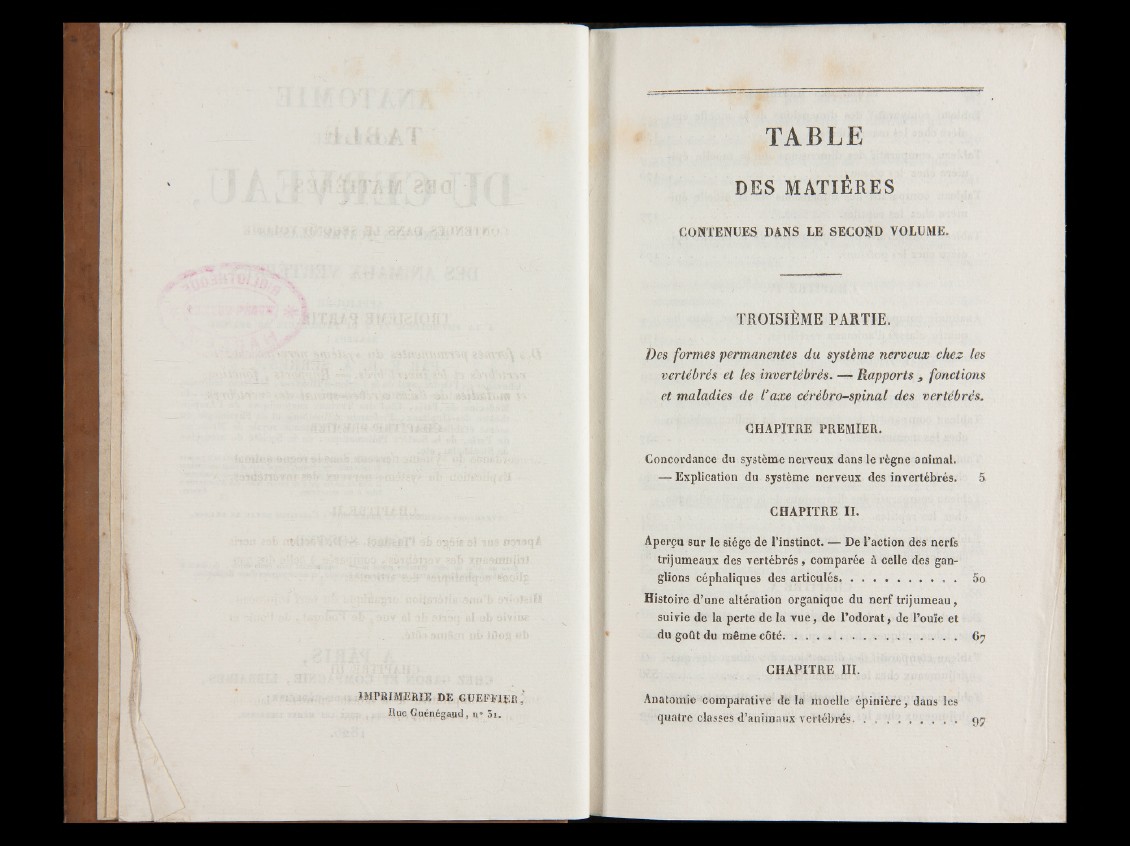 IMPRIMERIE DE GUEFFIER,
Rue Guénégaud, n° 31.
TABLE
DES MATIÈRES
CONTENUES DANS LE SECOND VOLUME.
TROISIÈME PARTIE.
Des formes permanentes du système nerveux chez les
vertébrés et les invertébrés. — Rapports, fonctions
et maladies de l'axe cérébro-spinal des vertébrés.
CHAPITRE PREMIER.
Concordance du système nerveux dans le règne animal.
— Explication du système nerveux des invertébrés. 5
CHAPITRE II.
Aperçu sur le siége de l'instinct. — De l'action des nerfs
trijumeaux des vertébrés, comparée à celle des gan-
glions céphaliques des articulés. . . . . . . . . . . 50
Histoire d'une altération organique du nerf trijumeau,
suivie de la perte de la vue, de l'odorat, de l'ouïe et
du goût du même côté. . . . . . . . . . . . . . . . 67
CHAPITRE III.
Anatomie comparative de la moelle épinière, dans les
quatre classes d'animaux vertébrés. . . . . . . . . . 97